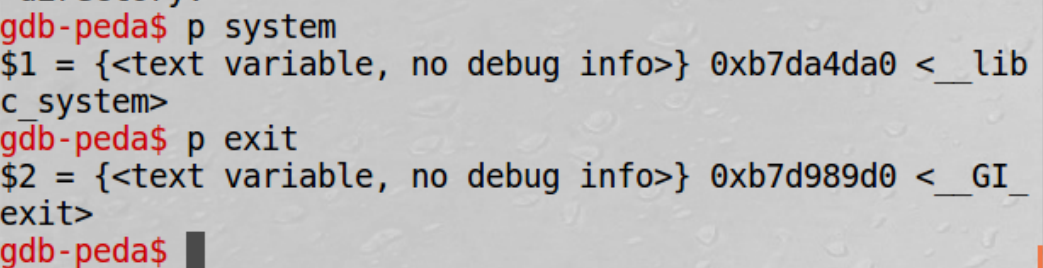 gdb-peda$ p system
$1 = {<text variable, no debug info>} 0xb7da4da0 <__lib
c_system>
gdb-peda$ p exit
$2 = {<text variable, no debug info>} 0xb7d989d0 <__GI_
exit>
gdb-peda$